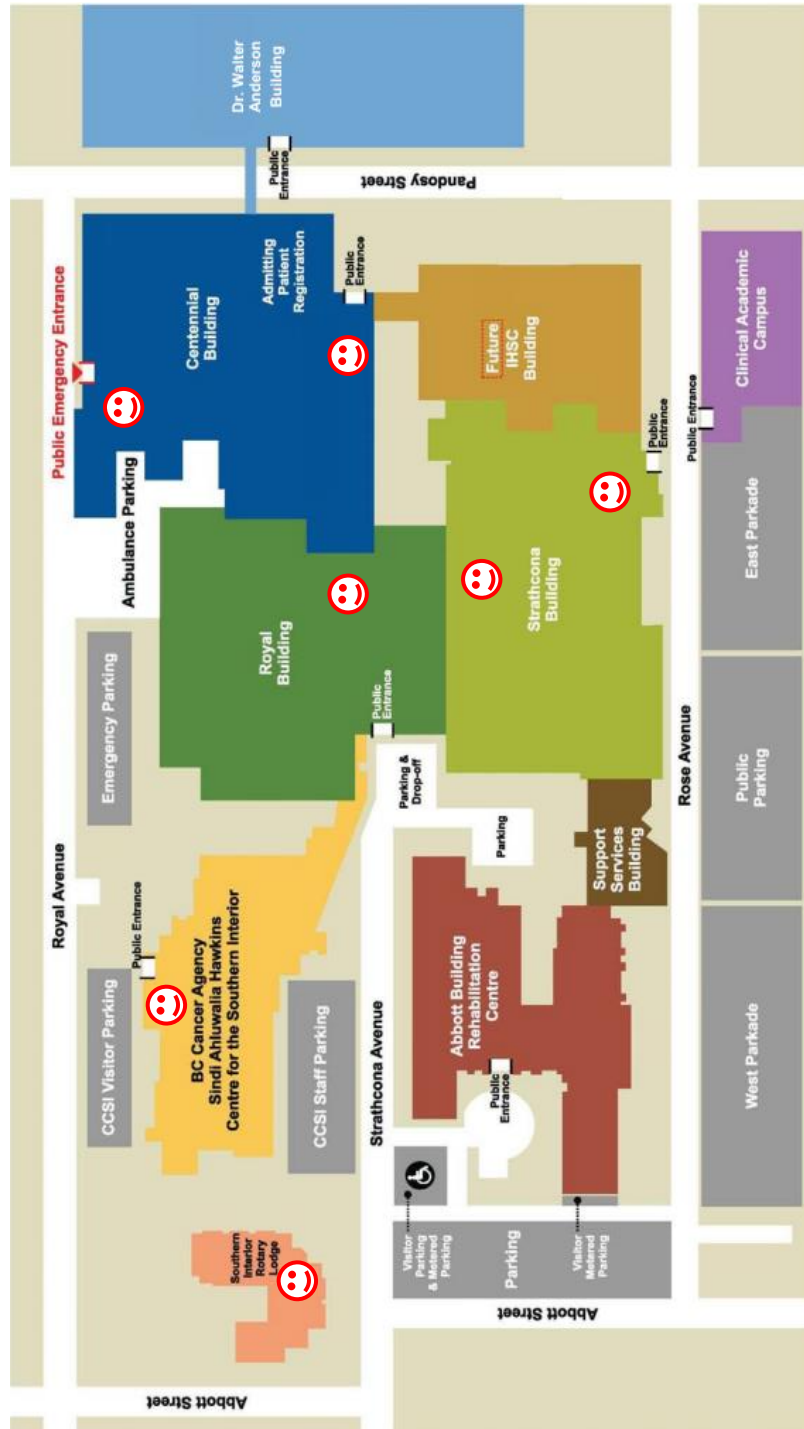 Dr. Walter
Anderson
Building
Public
Entrance
Pandosy Street
Public Emergency Entrance
Centennial
Building
Admitting
Patient
Registration
Public
Entrance
Ambulance Parking
Future
IHSC
Building
Clinical Academic
Campus
Public Entrance
Public
Entrance
East Parkade
Strathcona
Building
Royal
Building
Public
Entrance
Emergency Parking
Parking &
Drop-off
Parking
Support
Services
Building
Rose Avenue
Public
Parking
Royal Avenue
Public Entrance
CCSI Visitor Parking
BC Cancer Agency
Sindi Ahluwalia Hawkins
Centre for the Southern Interior
CCSI Staff Parking
Strathcona Avenue
Abbott Building
Rehabilitation
Centre
Public
Entrance
West Parkade
Southern
Interior
Rotary
Lodge
Visitor
Parking
& Metered
Parking
Parking
Visitor
Metered
Parking
Abbott Street
Abbott Street